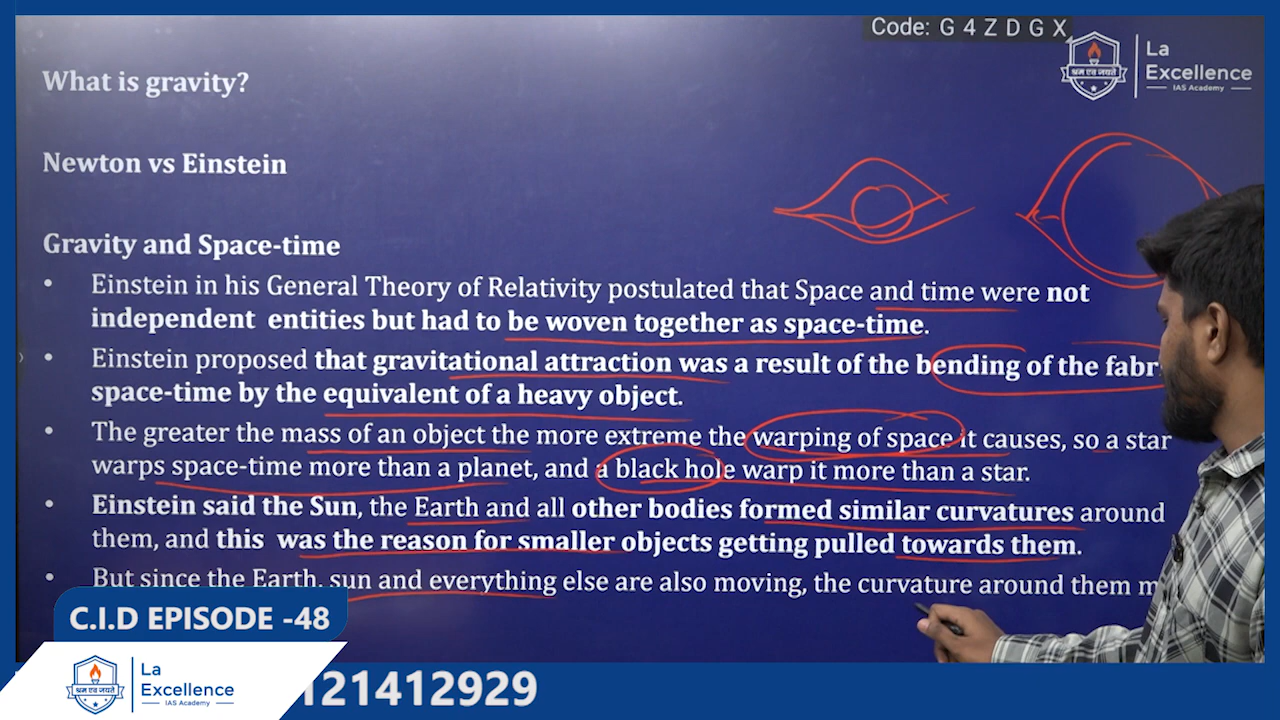 Code: G 4 Z D G X
La
Excellence
IAS Academy
श्रम एव जयते
What is gravity?
Newton vs Einstein
Gravity and Space-time
• Einstein in his General Theory of Relativity postulated that Space and time were not
independent entities but had to be woven together as space-time.
• Einstein proposed that gravitational attraction was a result of the bending of the fabr
space-time by the equivalent of a heavy object.
• The greater the mass of an object the more extreme the warping of space it causes, so a star
warps space-time more than a planet, and a black hole warp it more than a star.
• Einstein said the Sun, the Earth and all other bodies formed similar curvatures around
them, and this was the reason for smaller objects getting pulled towards them.
• But since the Earth, sun and everything else are also moving, the curvature around them m
C.I.D EPISODE -48
La
Excellence
IAS Academy
श्रम एव जयते
121412929